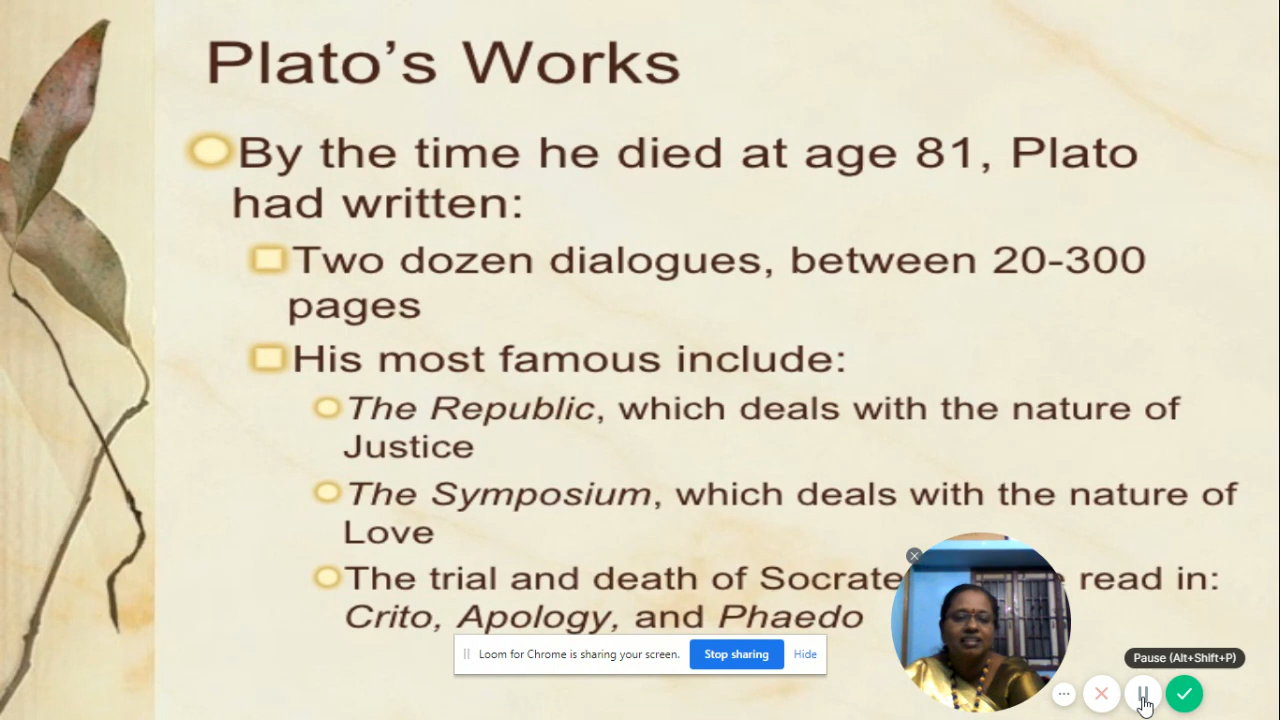 Plato's Works
By the time he died at age 81, Plato
had written:
Two dozen dialogues, between 20-300
pages
His most famous include:
The Republic, which deals with the nature of
Justice
The Symposium, which deals with the nature of
Love
The trial and death of Socrate read in:
Crito, Apology, and Phaedo
Loom for Chrome is sharing your screen. Stop sharing Hide
Pause (Alt+Shift+P)